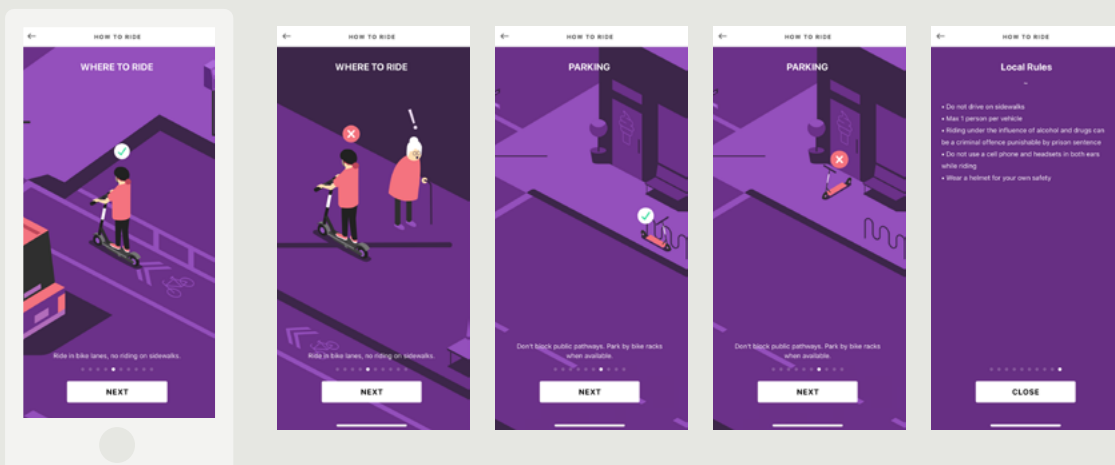 HOW TO RIDE
WHERE TO RIDE
Ride in bike lanes, no riding on sidewalks.
NEXT
HOW TO RIDE
WHERE TO RIDE
Ride in bike lanes, no riding on sidewalks.
NEXT
HOW TO RIDE
PARKING
Don't block public pathways. Park by bike racks
when available.
NEXT
HOW TO RIDE
PARKING
Don't block public pathways. Park by bike racks
when available.
NEXT
HOW TO RIDE
Local Rules
-
• Do not drive on sidewalks
• Max 1 person per vehicle
• Riding under the influence of alcohol and drugs can
be a criminal offence punishable by prison sentence
• Do not use a cell phone and headsets in both ears
while riding
• Wear a helmet for your own safety
CLOSE